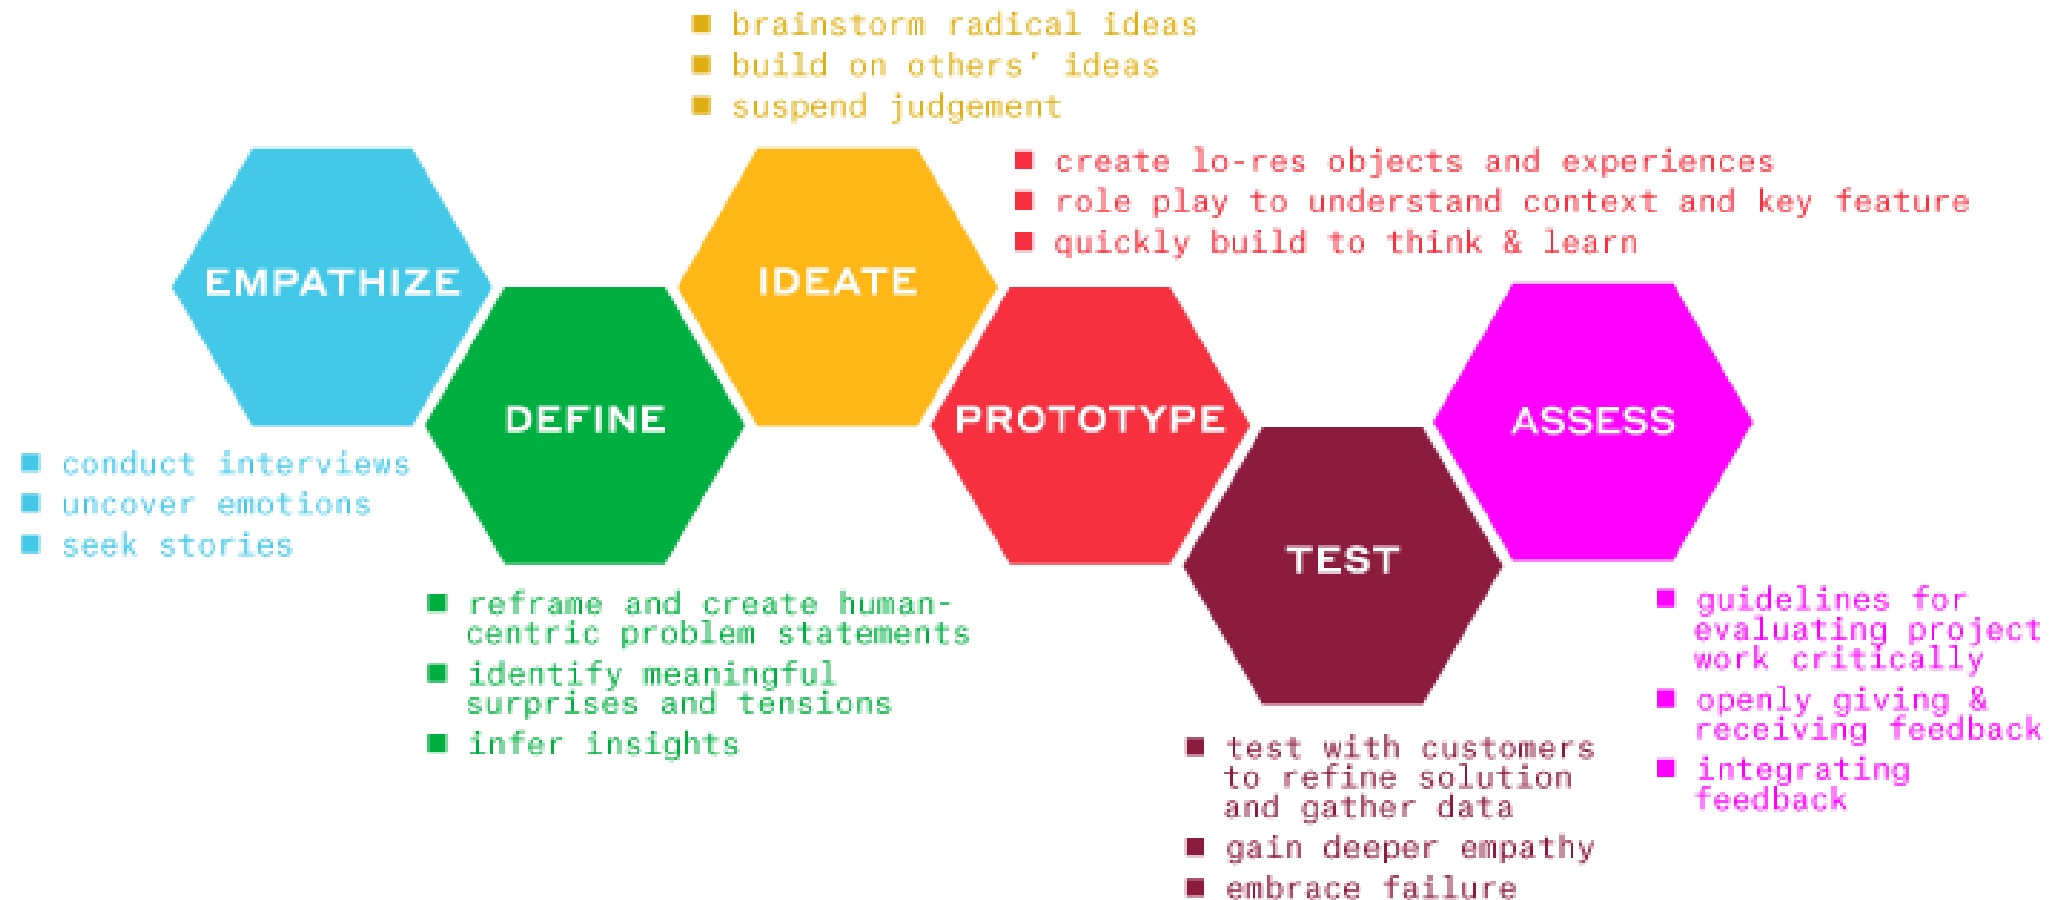 ■ brainstorm radical ideas
■ build on others' ideas
■ suspend judgement
EMPATHIZE
■ conduct interviews
■ uncover emotions
■ seek stories
DEFINE
■ reframe and create human-
centric problem statements
■ identify meaningful
surprises and tensions
■ infer insights
IDEATE
■ create lo-res objects and experiences
■ role play to understand context and key feature
■ quickly build to think & learn
PROTOTYPE
TEST
■ test with customers
to refine solution
and gather data
■ gain deeper empathy
■ embrace failure
ASSESS
■ guidelines for
evaluating project
work critically
■ openly giving &
receiving feedback
■ integrating
feedback